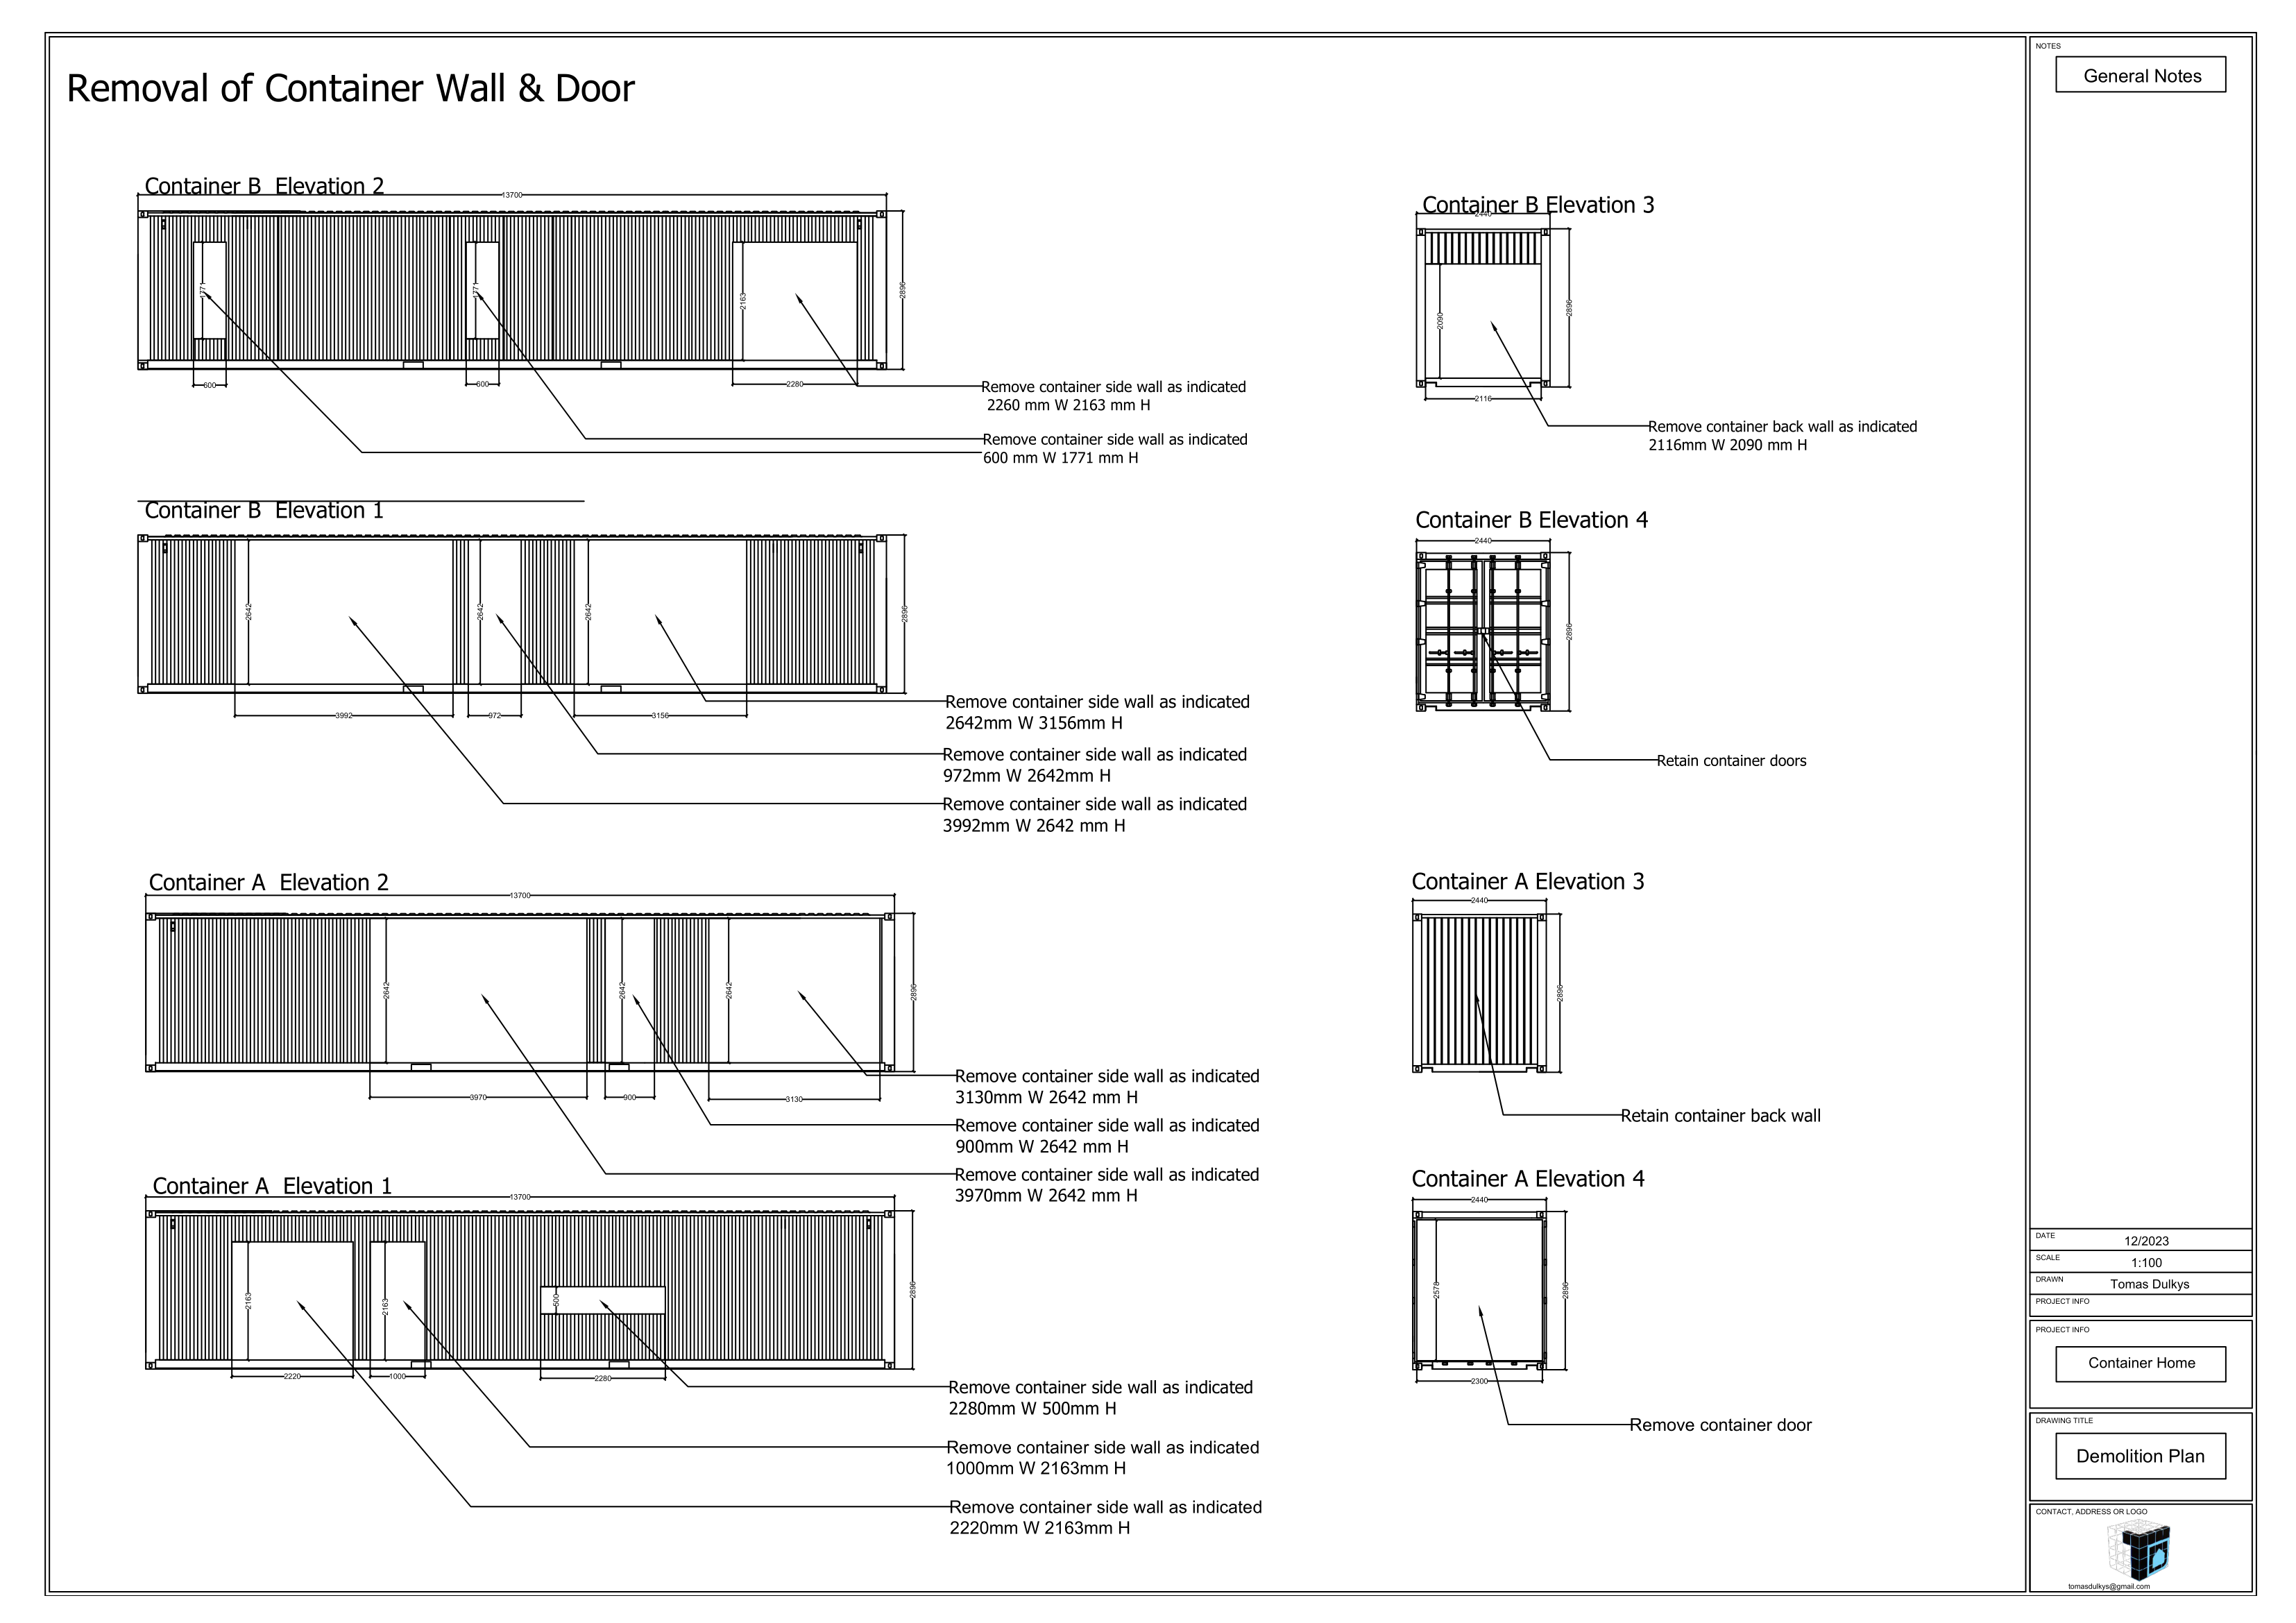 Removal of Container Wall & Door
Container B  Elevation 2
13700
1771
1771
2163
2896
600
600
2280
Remove container side wall as indicated
2260 mm W 2163 mm H
Remove container side wall as indicated
600 mm W 1771 mm H
Container B  Elevation 1
2642
2642
2642
2896
3992
972
3156
Remove container side wall as indicated
2642mm W 3156mm H
Remove container side wall as indicated
972mm W 2642mm H
Remove container side wall as indicated
3992mm W 2642 mm H
Container A  Elevation 2
13700
2642
2642
2642
2896
3970
900
3130
Remove container side wall as indicated
3130mm W 2642 mm H
Remove container side wall as indicated
900mm W 2642 mm H
Remove container side wall as indicated
3970mm W 2642 mm H
Container A  Elevation 1
13700
2163
2163
500
2896
2220
1000
2280
Remove container side wall as indicated
2280mm W 500mm H
Remove container side wall as indicated
1000mm W 2163mm H
Remove container side wall as indicated
2220mm W 2163mm H
Container B Elevation 3
2440
2090
2896
2116
Remove container back wall as indicated
2116mm W 2090 mm H
Container B Elevation 4
2440
2896
Retain container doors
Container A Elevation 3
2440
2896
Retain container back wall
Container A Elevation 4
2440
2578
2896
2300
Remove container door
NOTES
General Notes
DATE
12/2023
SCALE
1:100
DRAWN
Tomas Dulkys
PROJECT INFO
PROJECT INFO
Container Home
DRAWING TITLE
Demolition Plan
CONTACT, ADDRESS OR LOGO
tomasdulkys@gmail.com